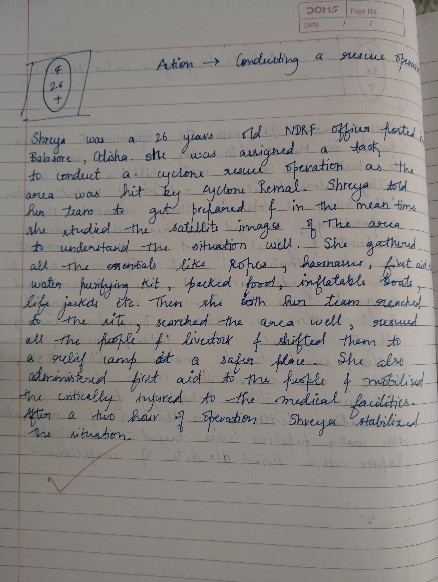 DOMS
Page No.
Date / /
Action → Conducting a rescue opera
F
26
+
Shreya was a 26 years old NDRF officer posted in
Balasore, Odisha. She was assigned a task
to conduct a cyclone rescue operation as the
area was hit by cyclone Remal. Shreya told
her team to get prepared & in the mean time
she studied the satellite images of The area
to understand the situation well. She gathered
all the essentials like Ropes, harnesses, first aid
water purifying kit, packed food, inflatable boats,
life jackets etc. Then she with her team reached
to the site, searched the area well, rescued
all the people & livestock & shifted them to
a relief camp at a safer place. She also
administered first aid to the people & mobilised
the critically injured to the medical facilities.
After a two hour of operation Shreya stabilized
the situation.